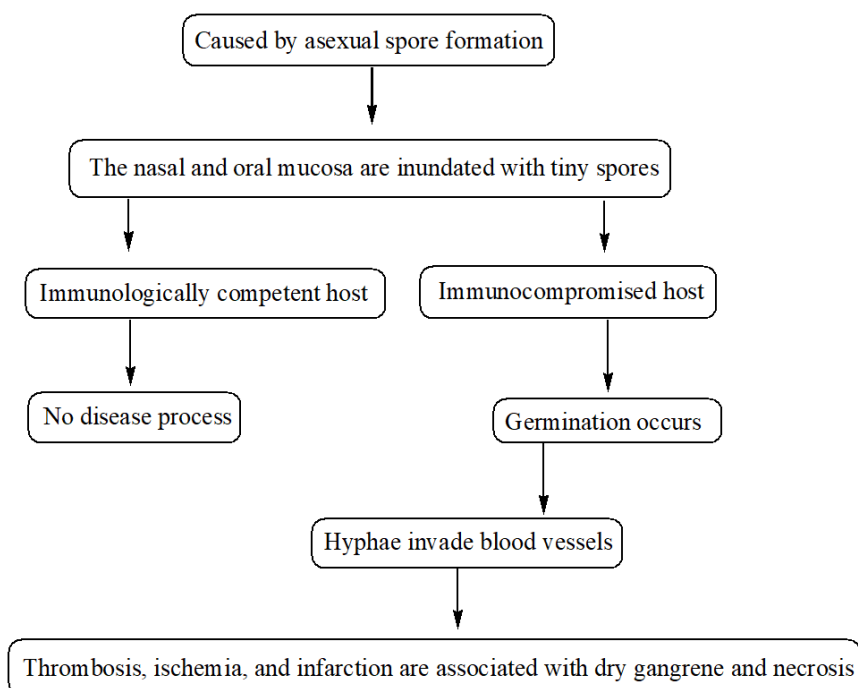 Caused by asexual spore formation
The nasal and oral mucosa are inundated with tiny spores
Immunologically competent host
Immunocompromised host
No disease process
Germination occurs
Hyphae invade blood vessels
Thrombosis, ischemia, and infarction are associated with dry gangrene and necrosis